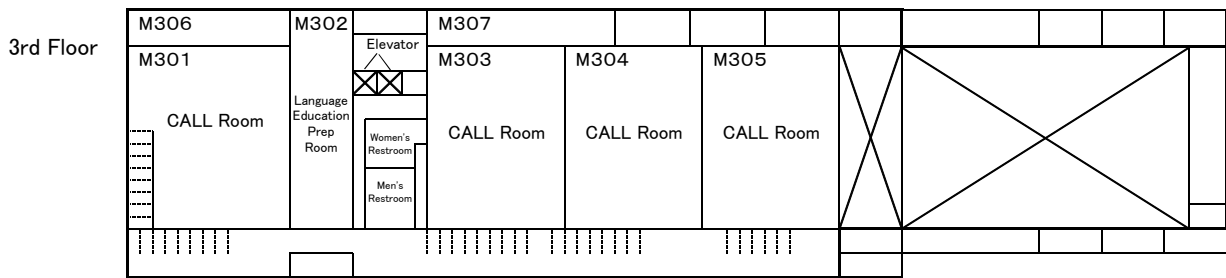 3rd Floor
M306
M302
M307
Elevator
M301
M303
M304
M305
Language
Education
Prep
Room
CALL Room
CALL Room
CALL Room
CALL Room
Women's
Restroom
Men's
Restroom